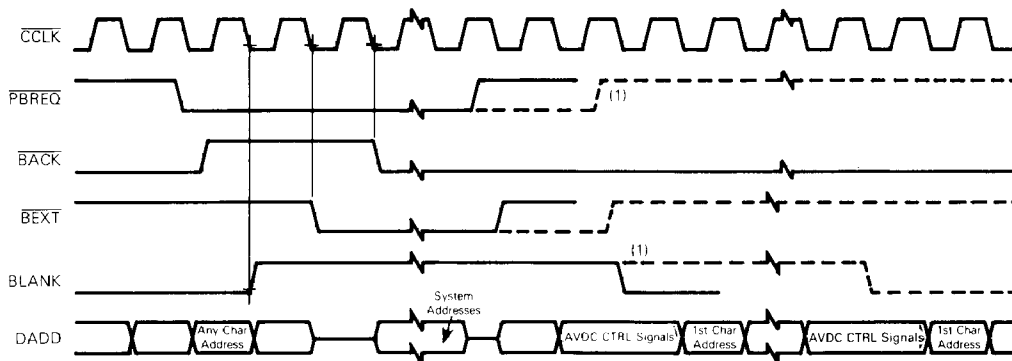 CCLK
PBREQ
(1)
BACK
BEXT
BLANK
(1)
System
Addresses
DADD
Any Char
Address
AVDC CTRL Signals
1st Char
Address
AVDC CTRL Signals
1st Char
Address